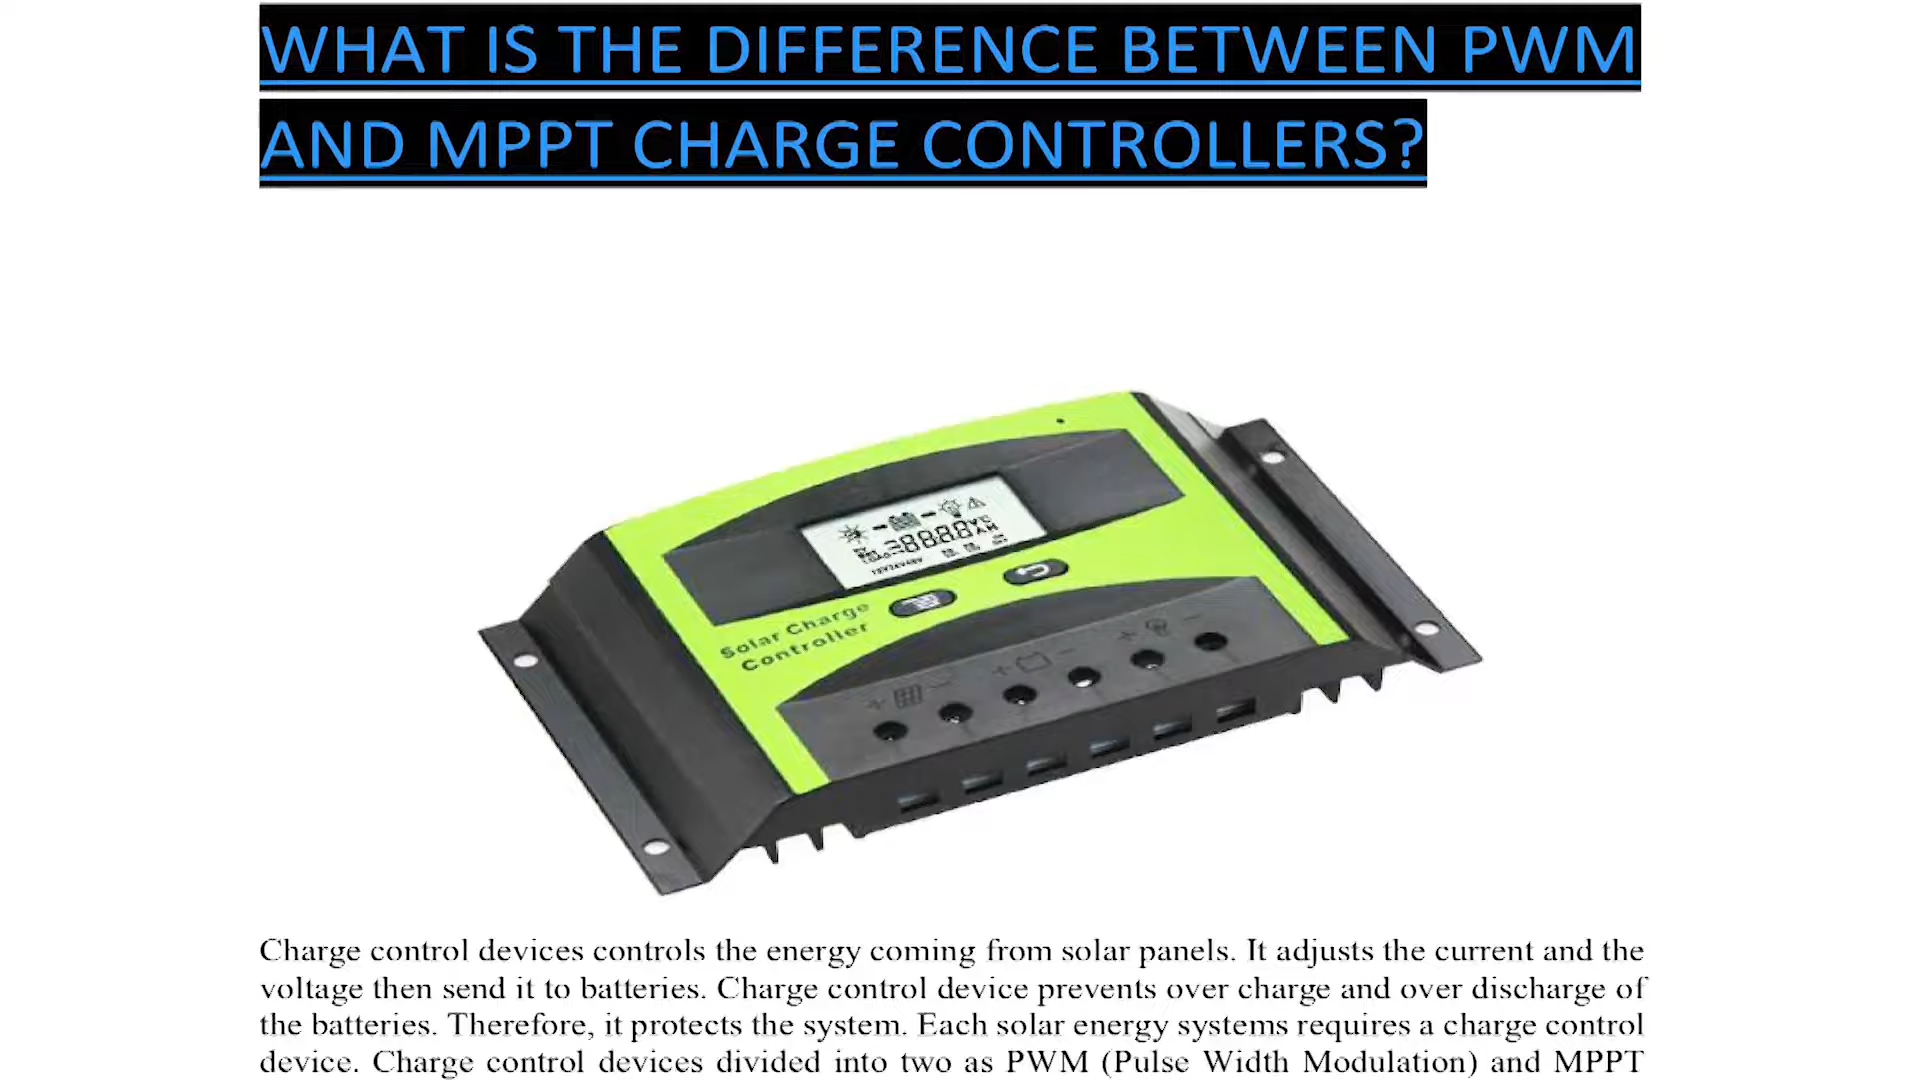 WHAT IS THE DIFFERENCE BETWEEN PWM
AND MPPT CHARGE CONTROLLERS?
Solar Charge
Controller
Charge control devices controls the energy coming from solar panels. It adjusts the current and the
voltage then send it to batteries. Charge control device prevents over charge and over discharge of
the batteries. Therefore, it protects the system. Each solar energy systems requires a charge control
device. Charge control devices divided into two as PWM (Pulse Width Modulation) and MPPT